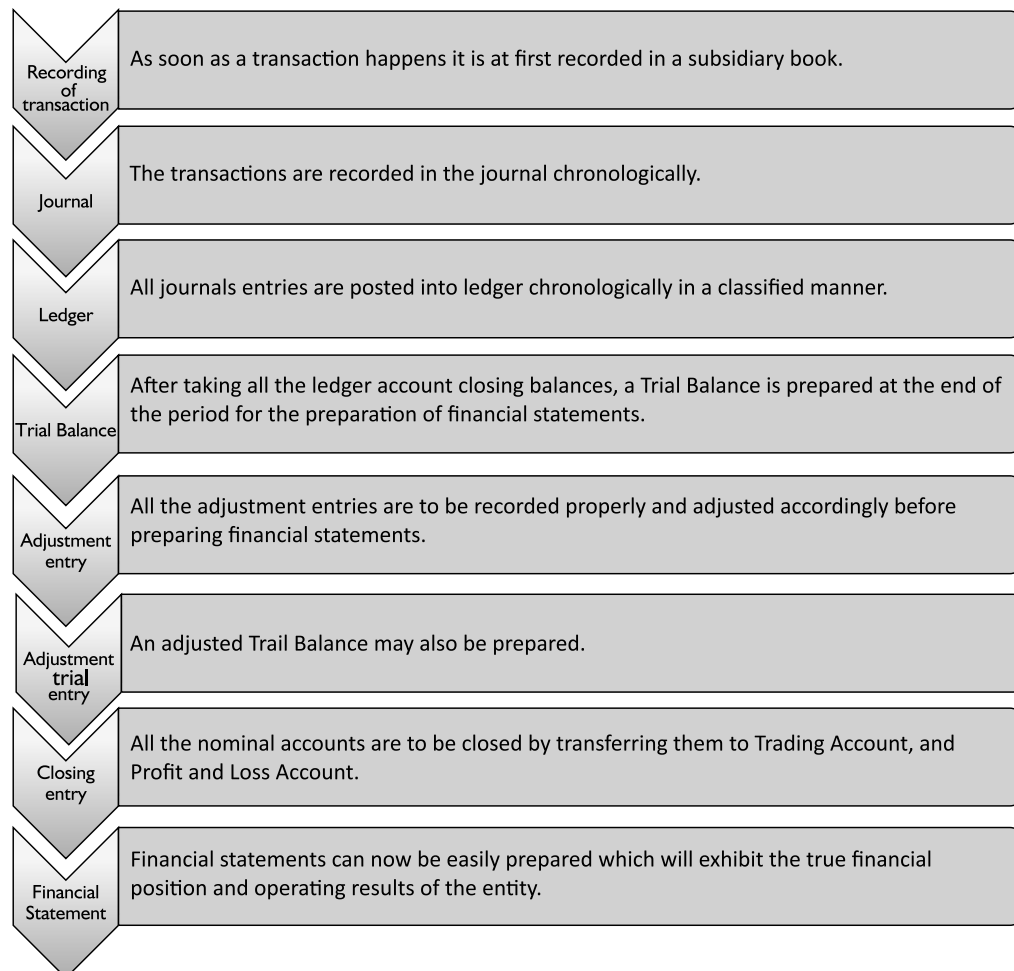 Recording
of
transaction
As soon as a transaction happens it is at first recorded in a subsidiary book.
Journal
The transactions are recorded in the journal chronologically.
Ledger
All journals entries are posted into ledger chronologically in a classified manner.
Trial Balance
After taking all the ledger account closing balances, a Trial Balance is prepared at the end of
the period for the preparation of financial statements.
Adjustment
entry
All the adjustment entries are to be recorded properly and adjusted accordingly before
preparing financial statements.
Adjustment
trial
entry
An adjusted Trail Balance may also be prepared.
Closing
entry
All the nominal accounts are to be closed by transferring them to Trading Account, and
Profit and Loss Account.
Financial
Statement
Financial statements can now be easily prepared which will exhibit the true financial
position and operating results of the entity.